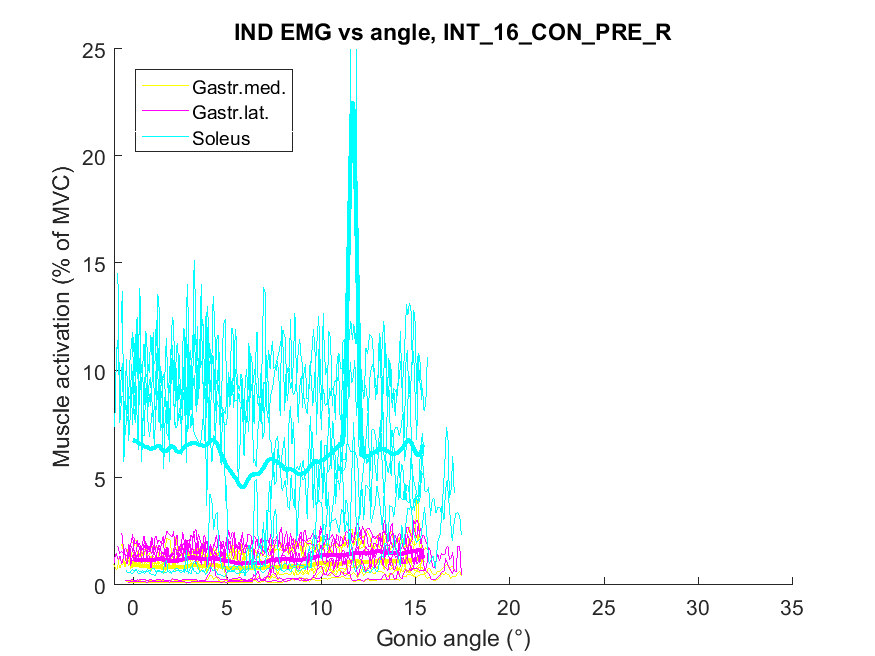 IND EMG vs angle, INT_16_CON_PRE_R
25
20
15
10
5
0
Muscle activation (% of MVC)
Gastr.med.
Gastr.lat.
Soleus
0 5 10 15 20 25 30 35
Gonio angle (°)